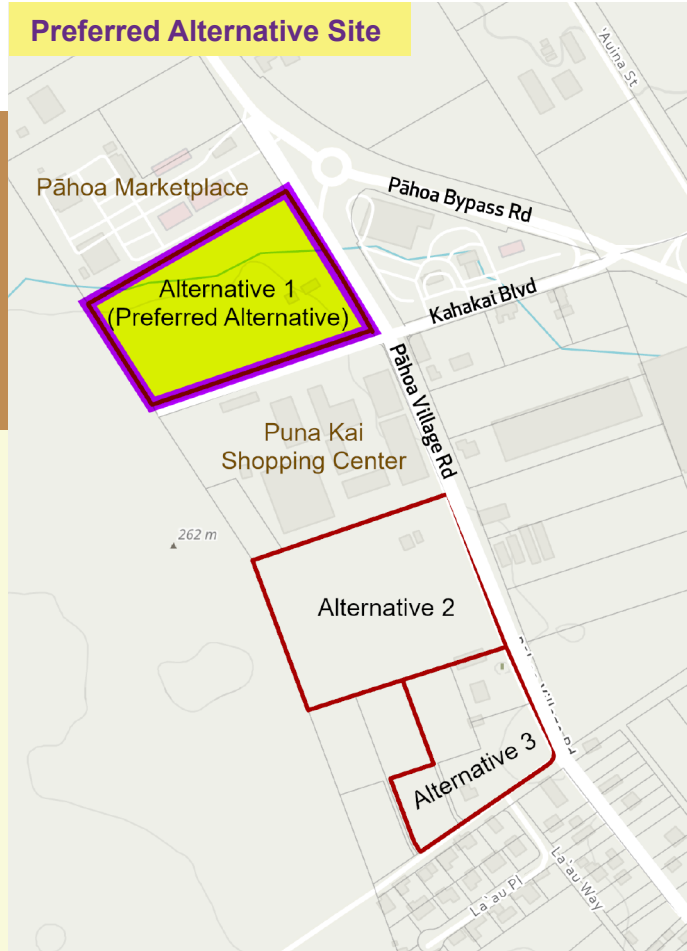 Preferred Alternative Site
'Auina St
Pāhoa Marketplace
Pāhoa Bypass Rd
Alternative 1
(Preferred Alternative)
Kahakai Blvd
Pāhoa Village Rd
Puna Kai
Shopping Center
262 m
Alternative 2
Alternative 3
La'au Pl
La'au Way